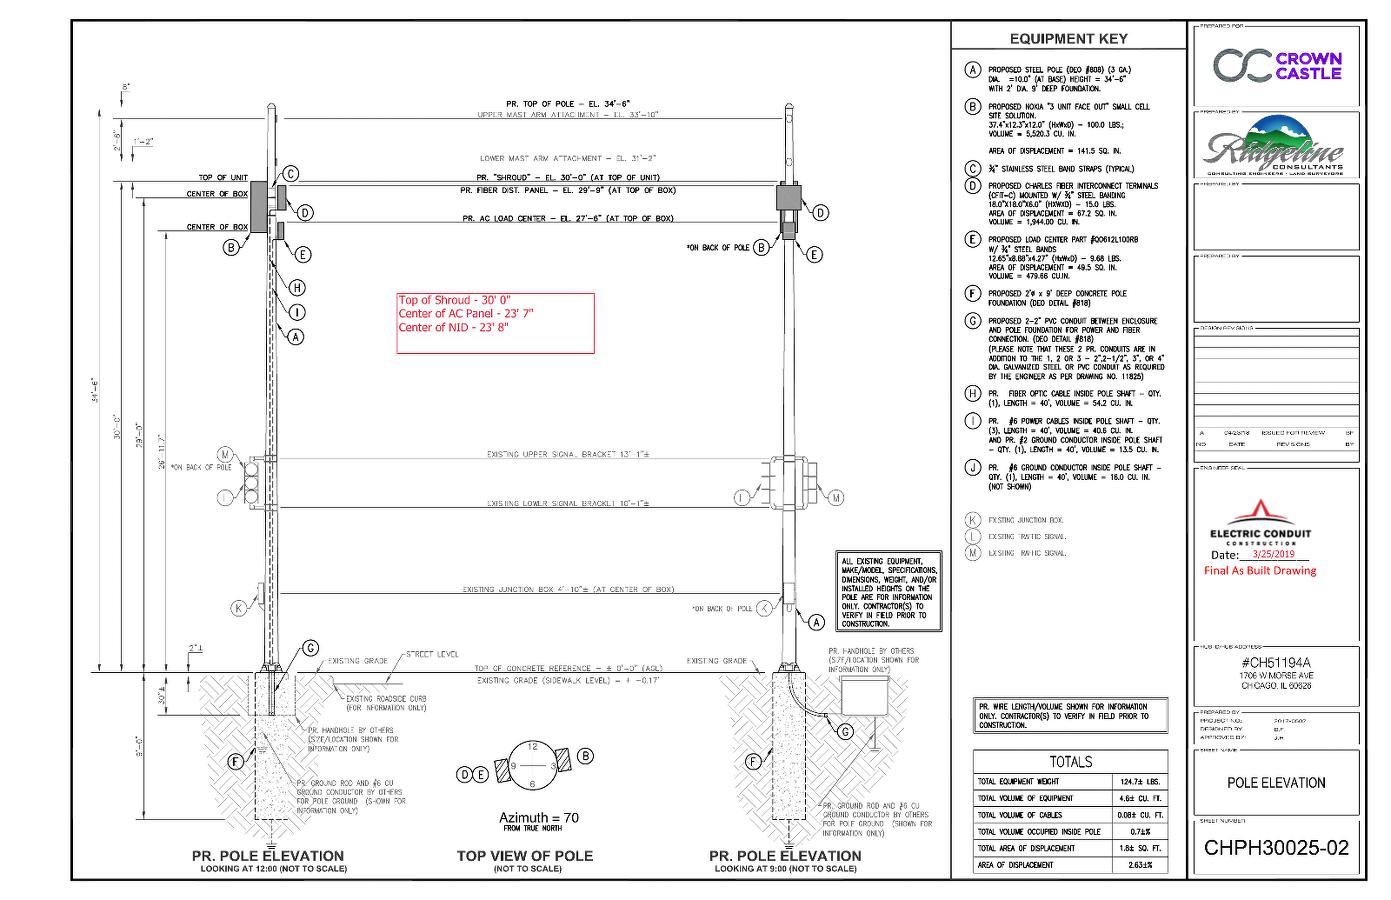 6"
2'-6"
1'-2"
34'-6"
30'-0"
29'-0"
26'-11.7"
2"±
30"±
9'-0"
PR. TOP OF POLE - EL. 34'-6"
UPPER MAST ARM ATTACHMENT - EL. 33'-10"
LOWER MAST ARM ATTACHMENT - EL. 31'-2"
TOP OF UNIT
PR. "SHROUD" - EL. 30'-0" (AT TOP OF UNIT)
CENTER OF BOX
PR. FIBER DIST. PANEL - EL. 29'-9" (AT TOP OF BOX)
CENTER OF BOX
PR. AC LOAD CENTER - EL. 27'-6" (AT TOP OF BOX)
C
D
B
E
H
I
A
*ON BACK OF POLE
B
D
E
Top of Shroud - 30' 0"
Center of AC Panel - 23' 7"
Center of NID - 23' 8"
M
*ON BACK OF POLE
L
EXISTING UPPER SIGNAL BRACKET 13'-1"±
EXISTING LOWER SIGNAL BRACKET 10'-1"±
M
EXISTING JUNCTION BOX 4'-10"± (AT CENTER OF BOX)
K
*ON BACK OF POLE
K
A
ALL EXISTING EQUIPMENT,
MAKE/MODEL, SPECIFICATIONS,
DIMENSIONS, WEIGHT, AND/OR
INSTALLED HEIGHTS ON THE
POLE ARE FOR INFORMATION
ONLY. CONTRACTOR(S) TO
VERIFY IN FIELD PRIOR TO
CONSTRUCTION.
G
EXISTING GRADE
STREET LEVEL
TOP OF CONCRETE REFERENCE - ± 0'-0" (AGL)
EXISTING GRADE (SIDEWALK LEVEL) = ± -0.17'
EXISTING GRADE
PR. HANDHOLE BY OTHERS
(SIZE/LOCATION SHOWN FOR
INFORMATION ONLY)
EXISTING ROADSIDE CURB
(FOR INFORMATION ONLY)
PR. HANDHOLE BY OTHERS
(SIZE/LOCATION SHOWN FOR
INFORMATION ONLY)
F
PR. GROUND ROD AND #6 CU
GROUND CONDUCTOR BY OTHERS
FOR POLE GROUND (SHOWN FOR
INFORMATION ONLY)
D
E
12
9
3
6
B
Azimuth = 70
FROM TRUE NORTH
G
F
PR. GROUND ROD AND #6 CU
GROUND CONDUCTOR BY OTHERS
FOR POLE GROUND (SHOWN FOR
INFORMATION ONLY)
PR. POLE ELEVATION
LOOKING AT 12:00 (NOT TO SCALE)
TOP VIEW OF POLE
(NOT TO SCALE)
PR. POLE ELEVATION
LOOKING AT 9:00 (NOT TO SCALE)
EQUIPMENT KEY
A PROPOSED STEEL POLE (DEO #808) (3 GA.)
DIA. =10.0" (AT BASE) HEIGHT = 34'-6"
WITH 2' DIA. 9' DEEP FOUNDATION.
B PROPOSED NOKIA "3 UNIT FACE OUT" SMALL CELL
SITE SOLUTION.
37.4"x12.3"x12.0" (HxWxD) - 100.0 LBS.;
VOLUME = 5,520.3 CU. IN.
AREA OF DISPLACEMENT = 141.5 SQ. IN.
C ¾" STAINLESS STEEL BAND STRAPS (TYPICAL)
D PROPOSED CHARLES FIBER INTERCONNECT TERMINALS
(CFIT-C) MOUNTED W/ ¾" STEEL BANDING
18.0"X18.0"X6.0" (HXWXD) - 15.0 LBS.
AREA OF DISPLACEMENT = 67.2 SQ. IN.
VOLUME = 1,944.00 CU. IN.
E PROPOSED LOAD CENTER PART #QO612L100RB
W/ ¾" STEEL BANDS
12.65"x8.88"x4.27" (HxWxD) - 9.68 LBS.
AREA OF DISPLACEMENT = 49.5 SQ. IN.
VOLUME = 479.66 CU.IN.
F PROPOSED 2'ø x 9' DEEP CONCRETE POLE
FOUNDATION (DEO DETAIL #818)
G PROPOSED 2-2" PVC CONDUIT BETWEEN ENCLOSURE
AND POLE FOUNDATION FOR POWER AND FIBER
CONNECTION. (DEO DETAIL #818)
(PLEASE NOTE THAT THESE 2 PR. CONDUITS ARE IN
ADDITION TO THE 1, 2 OR 3 - 2",2-1/2", 3", OR 4"
DIA. GALVANIZED STEEL OR PVC CONDUIT AS REQUIRED
BY THE ENGINEER AS PER DRAWING NO. 11825)
H PR. FIBER OPTIC CABLE INSIDE POLE SHAFT - QTY.
(1), LENGTH = 40', VOLUME = 54.2 CU. IN.
I PR. #6 POWER CABLES INSIDE POLE SHAFT - QTY.
(3), LENGTH = 40', VOLUME = 40.6 CU. IN.
AND PR. #2 GROUND CONDUCTOR INSIDE POLE SHAFT
- QTY. (1), LENGTH = 40', VOLUME = 13.5 CU. IN.
J PR. #6 GROUND CONDUCTOR INSIDE POLE SHAFT -
QTY. (1), LENGTH = 40', VOLUME = 16.0 CU. IN.
(NOT SHOWN)
K EXISTING JUNCTION BOX.
L EXISTING TRAFFIC SIGNAL.
M EXISTING TRAFFIC SIGNAL.
PR. WIRE LENGTH/VOLUME SHOWN FOR INFORMATION
ONLY. CONTRACTOR(S) TO VERIFY IN FIELD PRIOR TO
CONSTRUCTION.
TOTALS
TOTAL EQUIPMENT WEIGHT 124.7± LBS.
TOTAL VOLUME OF EQUIPMENT 4.6± CU. FT.
TOTAL VOLUME OF CABLES 0.08± CU. FT.
TOTAL VOLUME OCCUPIED INSIDE POLE 0.7±%
TOTAL AREA OF DISPLACEMENT 1.8± SQ. FT.
AREA OF DISPLACEMENT 2.63±%
PREPARED FOR
CROWN
CASTLE
PREPARED BY
Ridgeline
CONSULTANTS
CONSULTING ENGINEERS • LAND SURVEYORS
PREPARED BY
PREPARED BY
DESIGN REVISIONS
A 04/23/18 ISSUED FOR REVIEW BF
NO DATE REVISIONS BY
ENGINEER SEAL
ELECTRIC CONDUIT
CONSTRUCTION
Date: 3/25/2019
Final As Built Drawing
HUB ID/HUB ADDRESS
#CH51194A
1706 W MORSE AVE
CHICAGO, IL 60626
PREPARED BY
PROJECT NO: 2017-0502
DESIGNED BY: B.F.
APPROVED BY: J.R.
SHEET NAME
POLE ELEVATION
SHEET NUMBER
CHPH30025-02